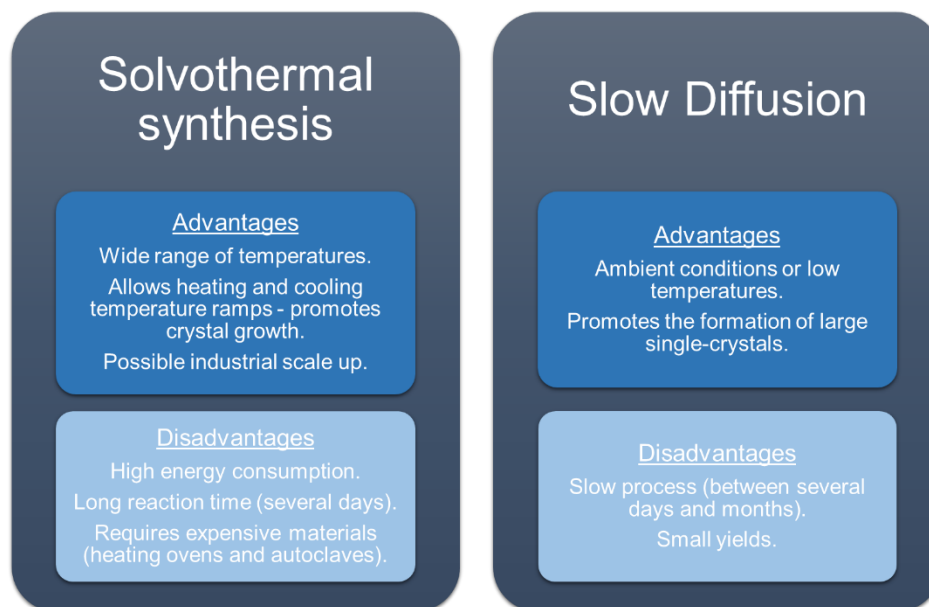 Solvothermal
synthesis
Advantages
Wide range of temperatures.
Allows heating and cooling
temperature ramps - promotes
crystal growth.
Possible industrial scale up.
Disadvantages
High energy consumption.
Long reaction time (several days).
Requires expensive materials
(heating ovens and autoclaves).
Slow Diffusion
Advantages
Ambient conditions or low
temperatures.
Promotes the formation of large
single-crystals.
Disadvantages
Slow process (between several
days and months).
Small yields.